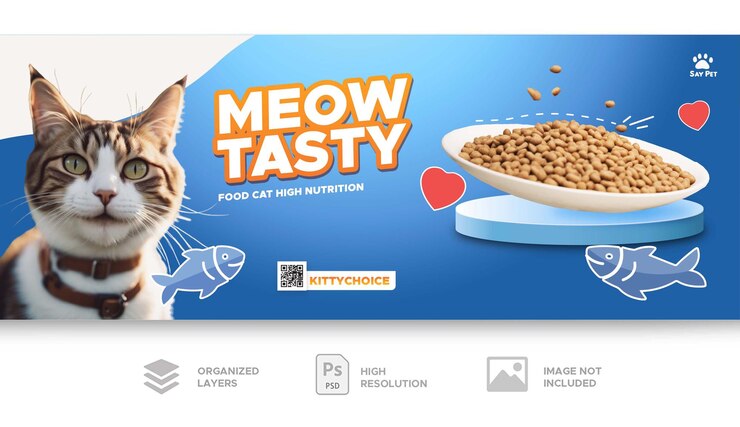 MEOW
TASTY
FOOD CAT HIGH NUTRITION
KITTYCHOICE
SAY PET
ORGANIZED
LAYERS
Ps
PSD
HIGH
RESOLUTION
IMAGE NOT
INCLUDED